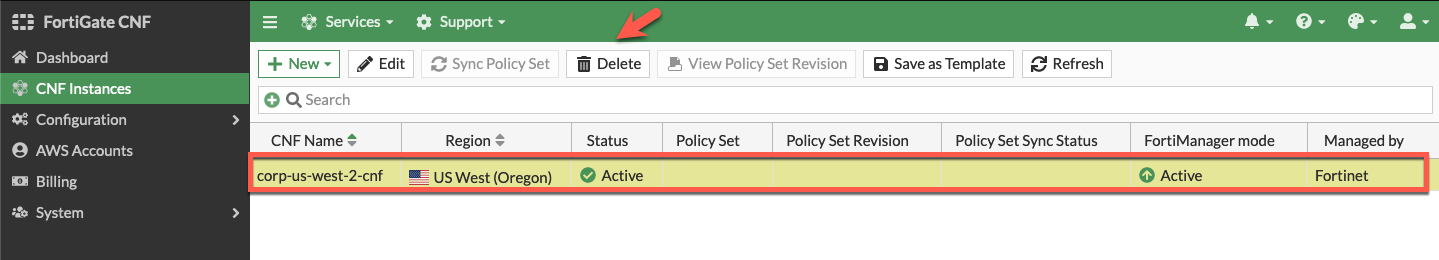 FortiGate CNF
Services Support
Dashboard
CNF Instances
Configuration
AWS Accounts
Billing
System
New Edit Sync Policy Set Delete View Policy Set Revision Save as Template Refresh
Search
CNF Name Region Status Policy Set Policy Set Revision Policy Set Sync Status FortiManager mode Managed by
corp-us-west-2-cnf US West (Oregon) Active Active Fortinet